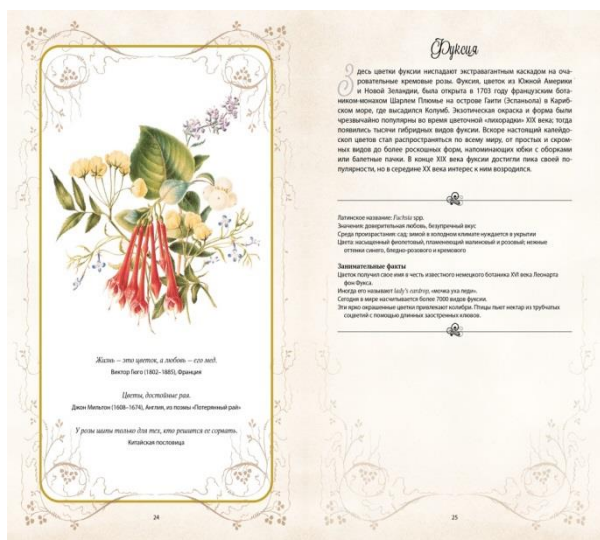 Жизнь — это цветок, а любовь — его мед.
Виктор Гюго (1802–1885), Франция
Цветы, достойные рая.
Джон Мильтон (1608–1674), Англия, из поэмы «Потерянный рай»
У розы шипы только для тех, кто решится ее сорвать.
Китайская пословица
24
Фуксия
Здесь цветки фуксии ниспадают экстравагантным каскадом на оча-
ровательные кремовые розы. Фуксия, цветок из Южной Америки
и Новой Зеландии, была открыта в 1703 году французским бота-
ником-монахом Шарлем Плюмье на острове Гаити (Эспаньола) в Кариб-
ском море, где высадился Колумб. Экзотическая окраска и форма были
чрезвычайно популярны во время цветочной «лихорадки» XIX века; тогда
появились тысячи гибридных видов фуксии. Вскоре настоящий калейдо-
скоп цветов стал распространяться по всему миру, от простых и скром-
ных видов до более роскошных форм, напоминающих юбки с оборками
или балетные пачки. В конце XIX века фуксии достигли пика своей по-
пулярности, но в середине XX века интерес к ним возродился.
Латинское название: Fuchsia spp.
Значения: доверительная любовь, безупречный вкус
Среда произрастания: сад; зимой в холодном климате нуждается в укрытии
Цвета: насыщенный фиолетовый, пламенеющий малиновый и розовый; нежные
оттенки синего, бледно-розового и кремового
Занимательные факты
Цветок получил свое имя в честь известного немецкого ботаника XVI века Леонарта
фон Фукса.
Иногда его называют lady's eardrop, «мочка уха леди».
Сегодня в мире насчитывается более 7000 видов фуксии.
Эти ярко окрашенные цветки привлекают колибри. Птицы пьют нектар из трубчатых
соцветий с помощью длинных заостренных клювов.
25